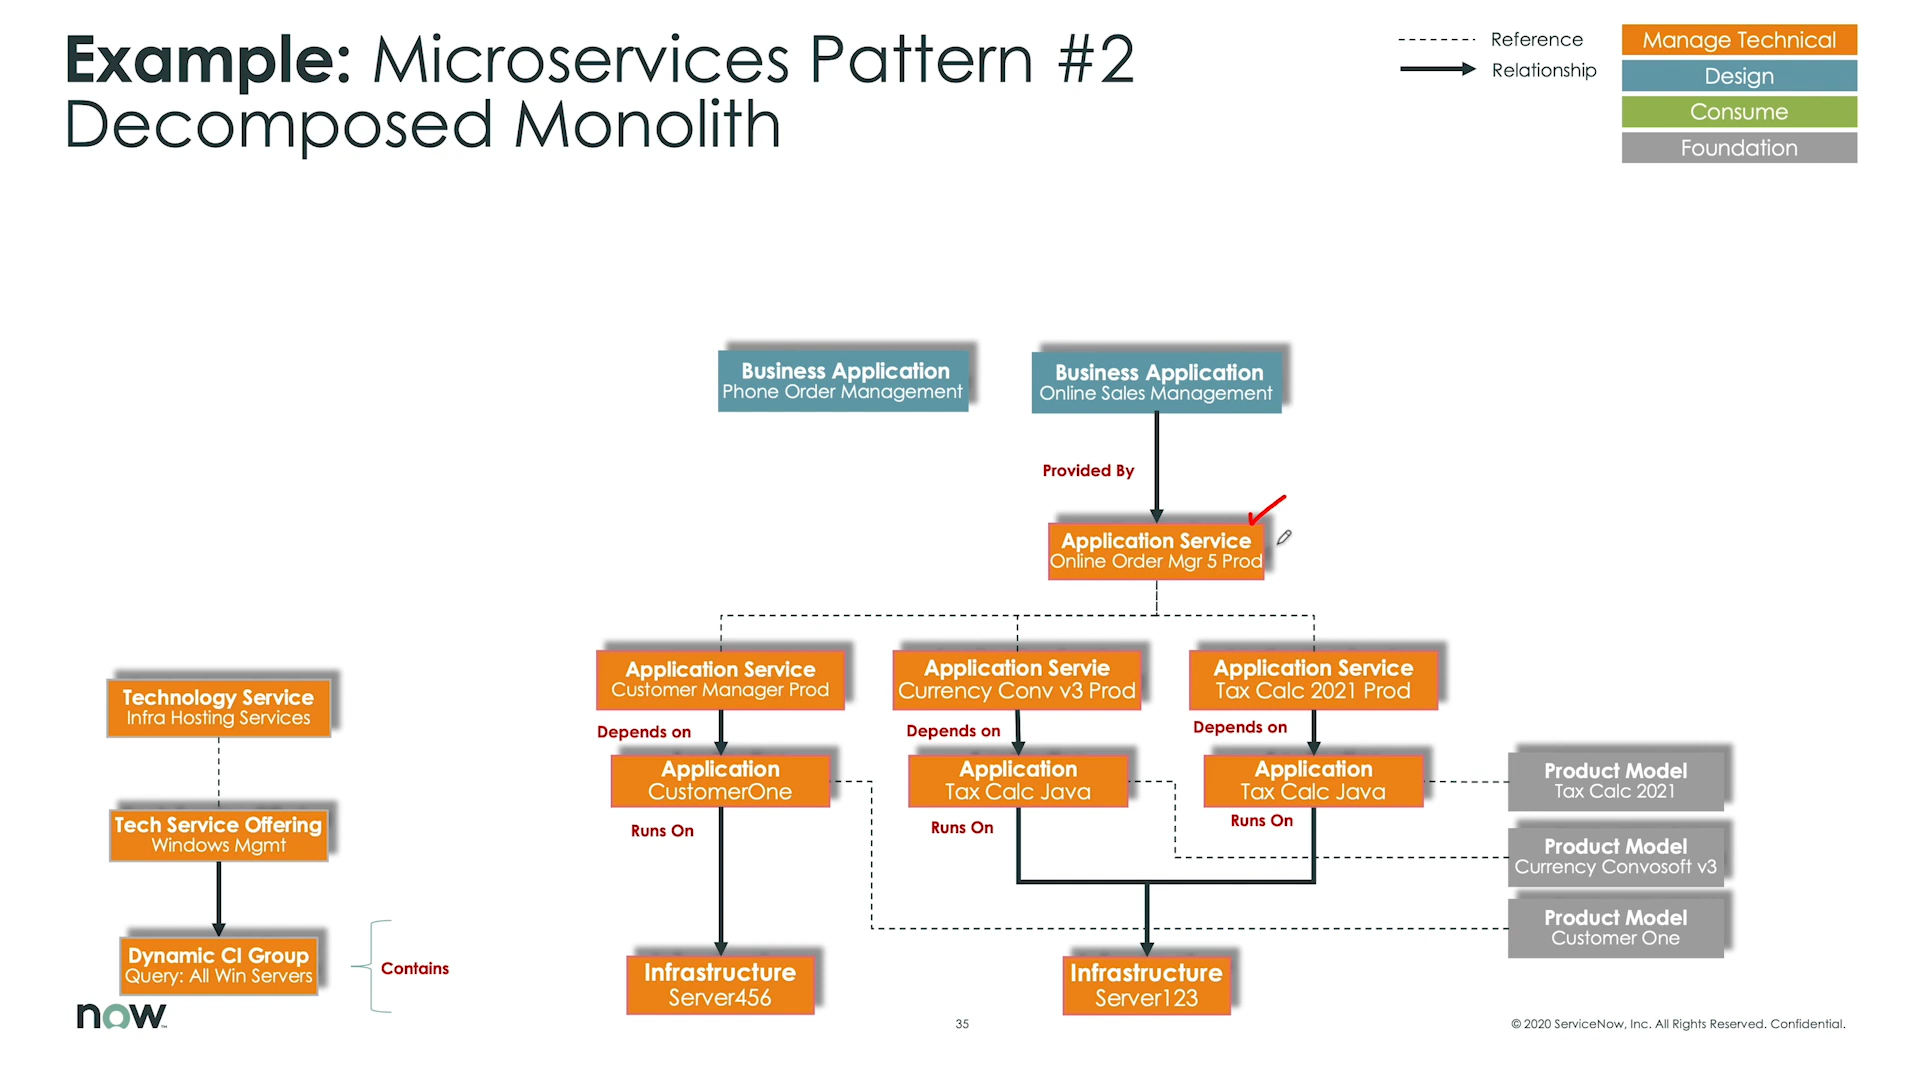 Example: Microservices Pattern #2
Decomposed Monolith
Reference
Relationship
Manage Technical
Design
Consume
Foundation
Business Application
Phone Order Management
Business Application
Online Sales Management
Provided By
Application Service
Online Order Mgr 5 Prod
Application Service
Customer Manager Prod
Application Servie
Currency Conv v3 Prod
Application Service
Tax Calc 2021 Prod
Technology Service
Infra Hosting Services
Depends on
Depends on
Depends on
Application
CustomerOne
Application
Tax Calc Java
Application
Tax Calc Java
Product Model
Tax Calc 2021
Tech Service Offering
Windows Mgmt
Runs On
Runs On
Runs On
Product Model
Currency Convosoft v3
Product Model
Customer One
Dynamic CI Group
Query: All Win Servers
Contains
Infrastructure
Server456
Infrastructure
Server123
now
35
© 2020 ServiceNow, Inc. All Rights Reserved. Confidential.